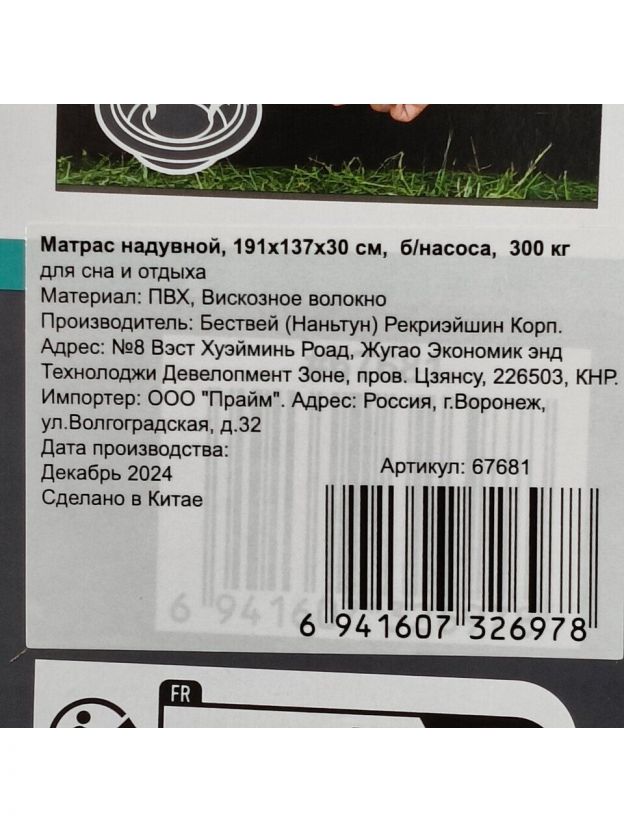 Матрас надувной, 191x137x30 см, б/насоса, 300 кг
для сна и отдыха
Материал: ПВХ, Вискозное волокно
Производитель: Бествей (Наньтун) Рекриэйшин Корп.
Адрес: №8 Вэст Хуэйминь Роад, Жугао Экономик энд
Технолоджи Девелопмент Зоне, пров. Цзянсу, 226503, КНР.
Импортер: ООО "Прайм". Адрес: Россия, г.Воронеж,
ул.Волгоградская, д.32
Дата производства:
Декабрь 2024
Сделано в Китае
Артикул: 67681
6 941607 326978
FR